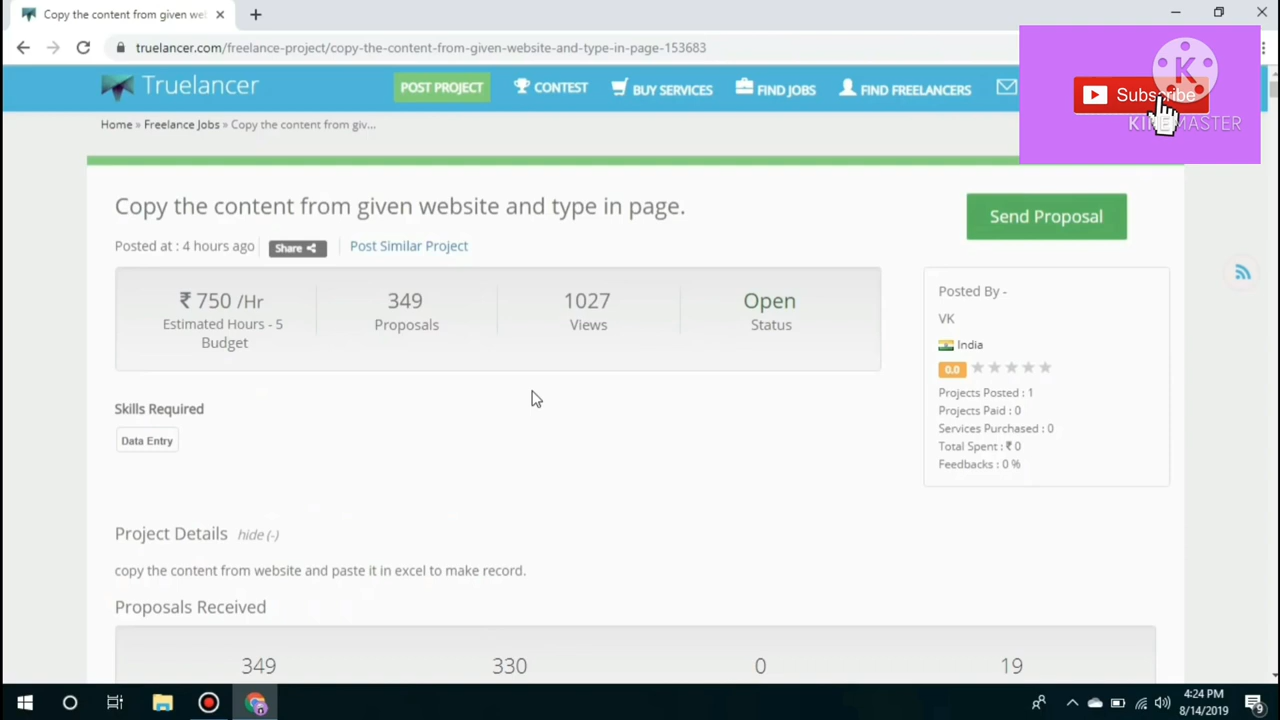 Copy the content from given we
truelancer.com/freelance-project/copy-the-content-from-given-website-and-type-in-page-153683
Truelancer
POST PROJECT
CONTEST
BUY SERVICES
FIND JOBS
FIND FREELANCERS
Subscribe
K
KINEMASTER
Home » Freelance Jobs » Copy the content from giv...
Copy the content from given website and type in page.
Send Proposal
Posted at : 4 hours ago
Share
Post Similar Project
₹ 750 /Hr
Estimated Hours - 5
Budget
349
Proposals
1027
Views
Open
Status
Posted By -
VK
India
0.0
Projects Posted : 1
Projects Paid : 0
Services Purchased : 0
Total Spent : ₹ 0
Feedbacks : 0 %
Skills Required
Data Entry
Project Details hide (-)
copy the content from website and paste it in excel to make record.
Proposals Received
349 330 0 19
4:24 PM
8/14/2019
9